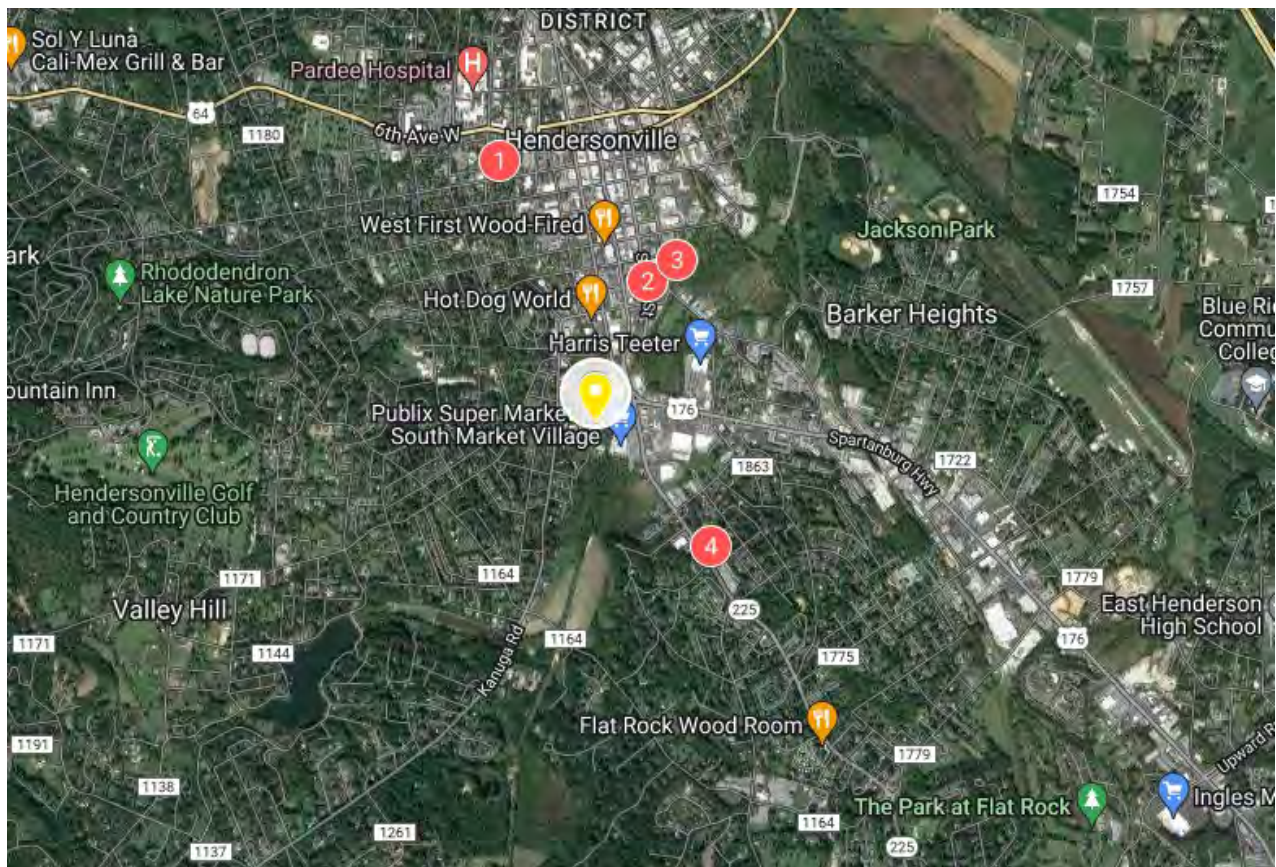 DISTRICT
Sol Y Luna
Cali-Mex Grill & Bar
Pardee Hospital
H
64
1180
6th Ave W
Hendersonville
1
1754
West First Wood-Fired
Jackson Park
ark
Rhododendron
Lake Nature Park
3
2
1757
Hot Dog World
Barker Heights
Blue Ri
Commu
Colleg
Harris Teeter
ountain Inn
Publix Super Market
South Market Village
176
Spartanburg Hwy
1722
1863
Hendersonville Golf
and Country Club
4
1171
1164
1779
Valley Hill
225
East Henderson
High School
1171
1144
Kanuga Rd
1164
176
1775
Flat Rock Wood Room
1191
1779
Upward R
1138
The Park at Flat Rock
Ingles M
1261
1164
1137
225